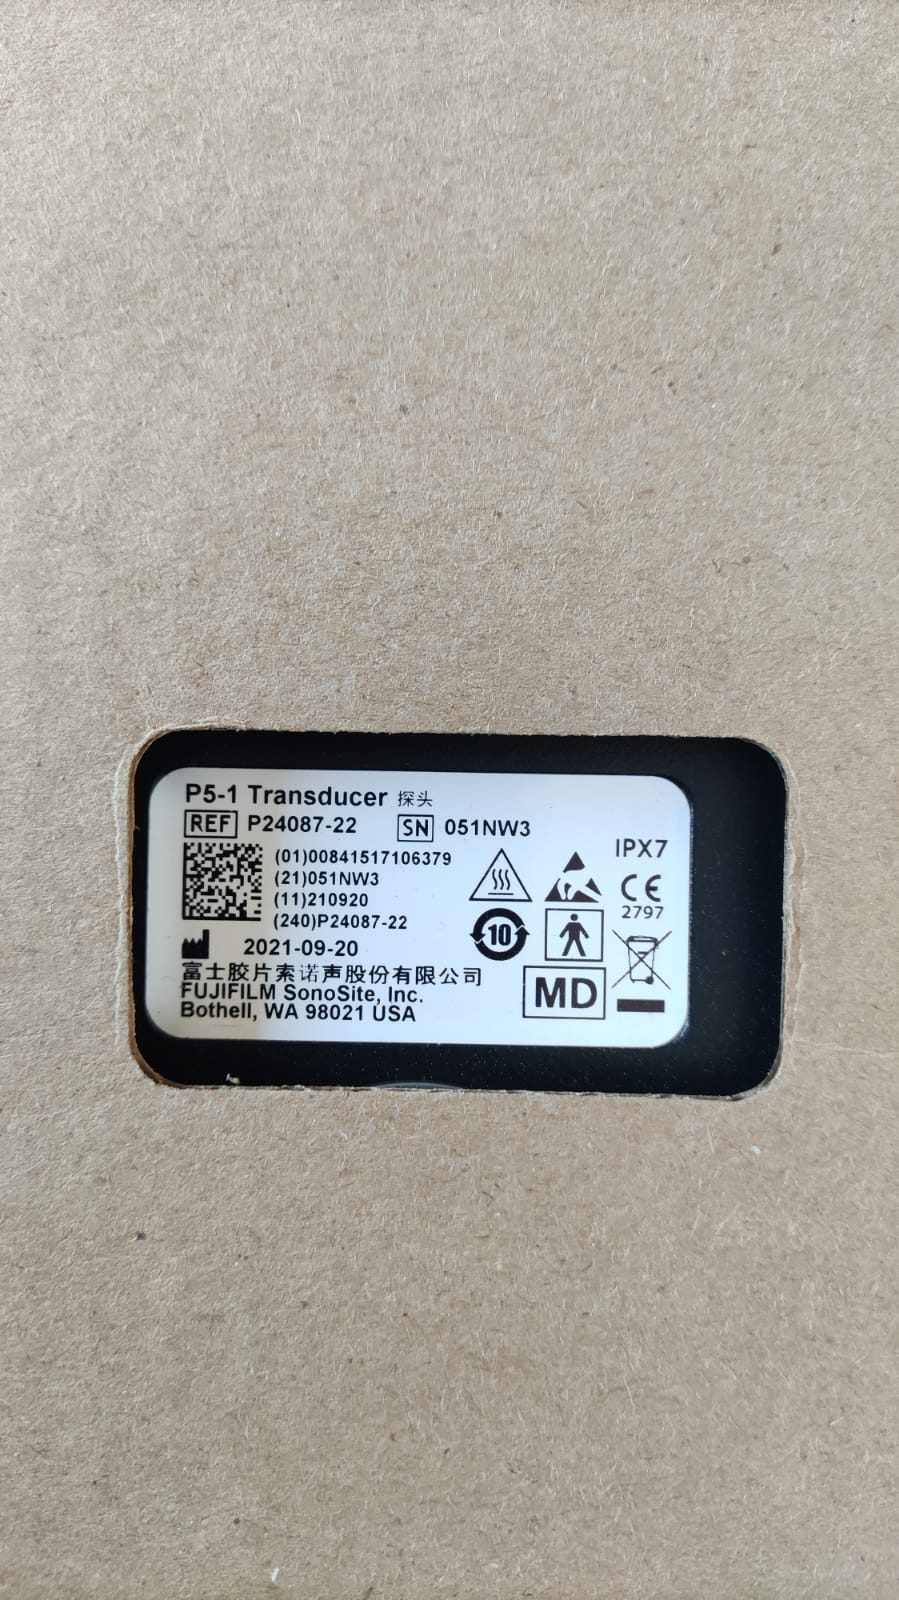 P5-1 Transducer 探头
REF P24087-22 SN 051NW3
(01)00841517106379
(21)051NW3
(11)210920
(240)P24087-22
2021-09-20
富士胶片索诺声股份有限公司
FUJIFILM SonoSite, Inc.
Bothell, WA 98021 USA
IPX7
CE
2797
10
MD